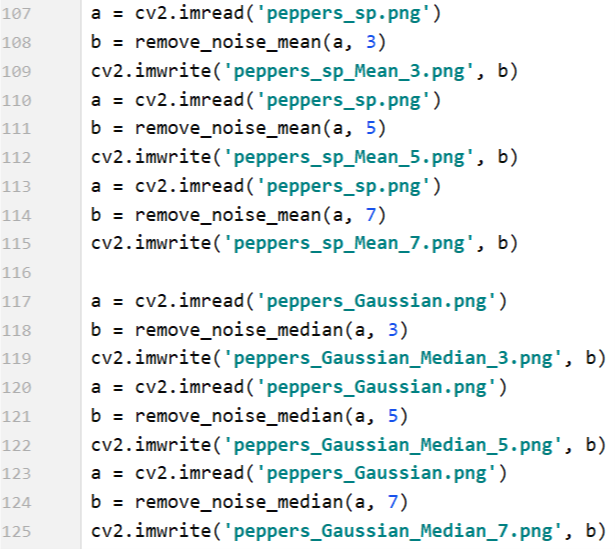 107 a = cv2.imread('peppers_sp.png')
108 b = remove_noise_mean(a, 3)
109 cv2.imwrite('peppers_sp_Mean_3.png', b)
110 a = cv2.imread('peppers_sp.png')
111 b = remove_noise_mean(a, 5)
112 cv2.imwrite('peppers_sp_Mean_5.png', b)
113 a = cv2.imread('peppers_sp.png')
114 b = remove_noise_mean(a, 7)
115 cv2.imwrite('peppers_sp_Mean_7.png', b)
116
117 a = cv2.imread('peppers_Gaussian.png')
118 b = remove_noise_median(a, 3)
119 cv2.imwrite('peppers_Gaussian_Median_3.png', b)
120 a = cv2.imread('peppers_Gaussian.png')
121 b = remove_noise_median(a, 5)
122 cv2.imwrite('peppers_Gaussian_Median_5.png', b)
123 a = cv2.imread('peppers_Gaussian.png')
124 b = remove_noise_median(a, 7)
125 cv2.imwrite('peppers_Gaussian_Median_7.png', b)